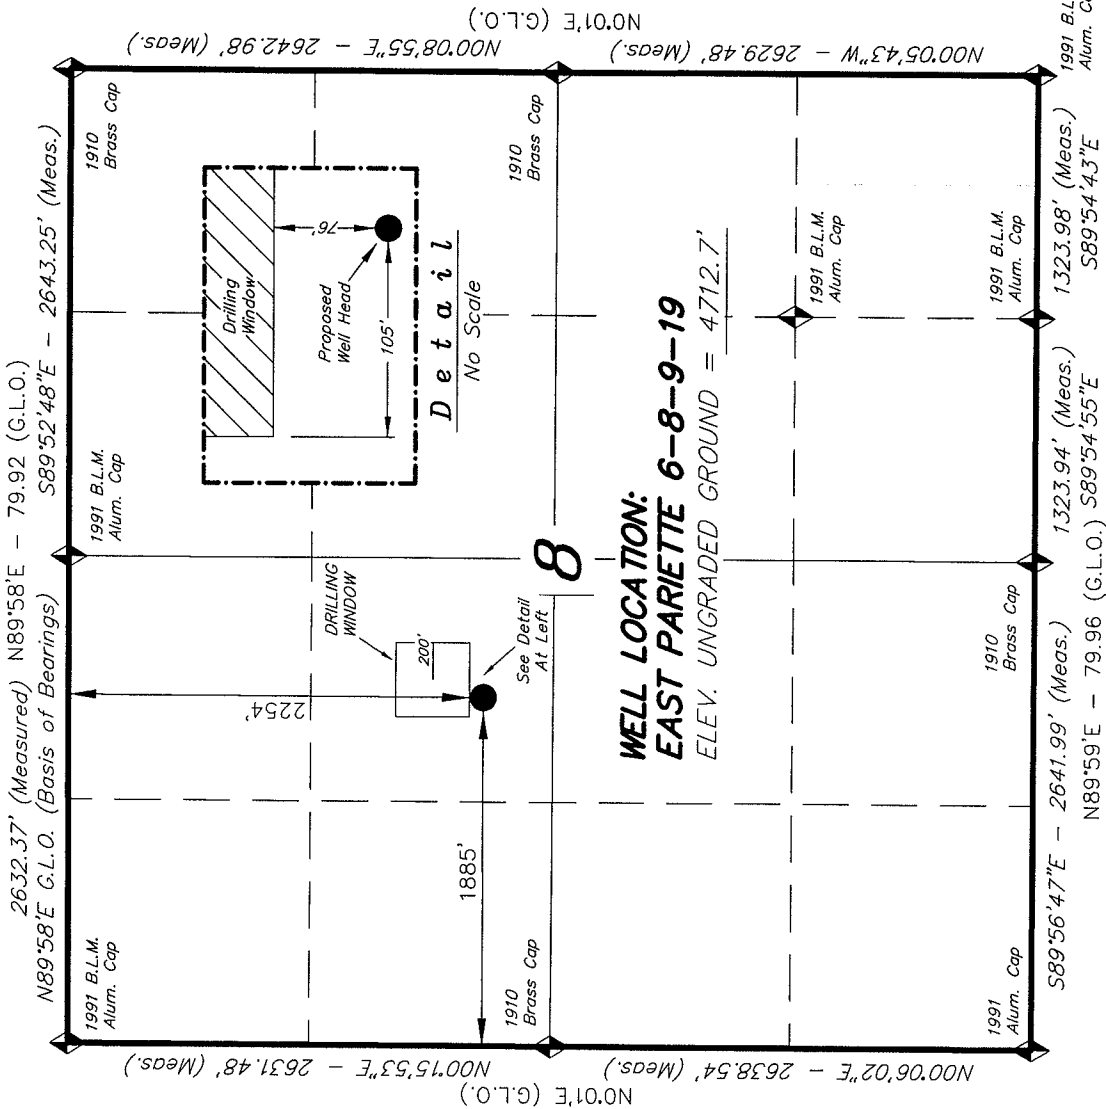 2632.37' (Measured) N89°58'E - 79.92 (G.L.O.)
N89°58'E G.L.O. (Basis of Bearings) S89°52'48"E - 2643.25' (Meas.)
1991 B.L.M.
Alum. Cap
1991 B.L.M.
Alum. Cap
1910
Brass Cap
N00°15'53"E - 2631.48' (Meas.)
N0°01'E (G.L.O.)
N00°06'02"E - 2638.54' (Meas.)
N00°08'55"E - 2642.98' (Meas.)
N0°01'E (G.L.O.)
N00°05'43"W - 2629.48' (Meas.)
Drilling
Window
Proposed
Well Head
76'
105'
Detail
No Scale
DRILLING
WINDOW
200'
See Detail
At Left
2254'
1885'
1910
Brass Cap
1910
Brass Cap
8
WELL LOCATION:
EAST PARIETTE 6-8-9-19
ELEV. UNGRADED GROUND = 4712.7'
1991 B.L.M.
Alum. Cap
1991
Alum. Cap
1910
Brass Cap
1991 B.L.M.
Alum. Cap
1991 B.L
Alum. Ca
S89°56'47"E - 2641.99' (Meas.)
1323.94' (Meas.)
S89°54'55"E
1323.98' (Meas.)
S89°54'43"E
N89°59'E - 79.96 (G.L.O.)